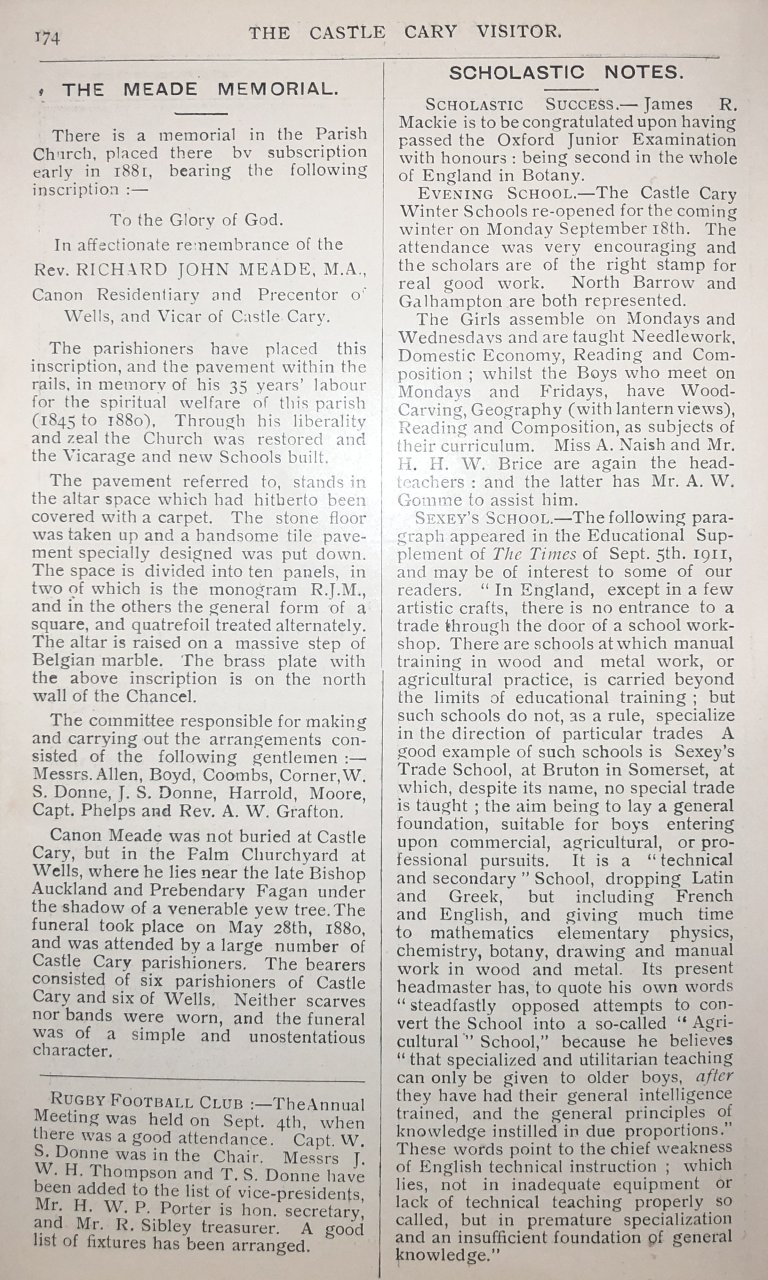 174
THE CASTLE CARY VISITOR.
THE MEADE MEMORIAL.
There is a memorial in the Parish
Church, placed there by subscription
early in 1881, bearing the following
inscription :—
To the Glory of God.
In affectionate remembrance of the
Rev. RICHARD JOHN MEADE, M.A.,
Canon Residentiary and Precentor o'
Wells, and Vicar of Castle Cary.
The parishioners have placed this
inscription, and the pavement within the
rails, in memory of his 35 years' labour
for the spiritual welfare of this parish
(1845 to 1880). Through his liberality
and zeal the Church was restored and
the Vicarage and new Schools built.
The pavement referred to, stands in
the altar space which had hitherto been
covered with a carpet. The stone floor
was taken up and a handsome tile pave-
ment specially designed was put down.
The space is divided into ten panels, in
two of which is the monogram R.J.M.,
and in the others the general form of a
square, and quatrefoil treated alternately.
The altar is raised on a massive step of
Belgian marble. The brass plate with
the above inscription is on the north
wall of the Chancel.
The committee responsible for making
and carrying out the arrangements con-
sisted of the following gentlemen :—
Messrs. Allen, Boyd, Coombs, Corner, W.
S. Donne, J. S. Donne, Harrold, Moore,
Capt. Phelps and Rev. A. W. Grafton.
Canon Meade was not buried at Castle
Cary, but in the Palm Churchyard at
Wells, where he lies near the late Bishop
Auckland and Prebendary Fagan under
the shadow of a venerable yew tree. The
funeral took place on May 28th, 1880,
and was attended by a large number of
Castle Cary parishioners. The bearers
consisted of six parishioners of Castle
Cary and six of Wells. Neither scarves
nor bands were worn, and the funeral
was of a simple and unostentatious
character.
RUGBY FOOTBALL CLUB :—The Annual
Meeting was held on Sept. 4th, when
there was a good attendance. Capt. W.
S. Donne was in the Chair. Messrs J.
W. H. Thompson and T. S. Donne have
been added to the list of vice-presidents,
Mr. H. W. P. Porter is hon. secretary,
and Mr. R. Sibley treasurer. A good
list of fixtures has been arranged.
SCHOLASTIC NOTES.
SCHOLASTIC SUCCESS.— James R.
Mackie is to be congratulated upon having
passed the Oxford Junior Examination
with honours : being second in the whole
of England in Botany.
EVENING SCHOOL.—The Castle Cary
Winter Schools re-opened for the coming
winter on Monday September 18th. The
attendance was very encouraging and
the scholars are of the right stamp for
real good work. North Barrow and
Galhampton are both represented.
The Girls assemble on Mondays and
Wednesdays and are taught Needlework,
Domestic Economy, Reading and Com-
position ; whilst the Boys who meet on
Mondays and Fridays, have Wood-
Carving, Geography (with lantern views),
Reading and Composition, as subjects of
their curriculum. Miss A. Naish and Mr.
H. H. W. Brice are again the head-
teachers : and the latter has Mr. A. W.
Gomme to assist him.
SEXEY'S SCHOOL.—The following para-
graph appeared in the Educational Sup-
plement of The Times of Sept. 5th. 1911,
and may be of interest to some of our
readers. " In England, except in a few
artistic crafts, there is no entrance to a
trade through the door of a school work-
shop. There are schools at which manual
training in wood and metal work, or
agricultural practice, is carried beyond
the limits of educational training ; but
such schools do not, as a rule, specialize
in the direction of particular trades A
good example of such schools is Sexey's
Trade School, at Bruton in Somerset, at
which, despite its name, no special trade
is taught ; the aim being to lay a general
foundation, suitable for boys entering
upon commercial, agricultural, or pro-
fessional pursuits. It is a " technical
and secondary " School, dropping Latin
and Greek, but including French
and English, and giving much time
to mathematics elementary physics,
chemistry, botany, drawing and manual
work in wood and metal. Its present
headmaster has, to quote his own words
" steadfastly opposed attempts to con-
vert the School into a so-called " Agri-
cultural " School," because he believes
" that specialized and utilitarian teaching
can only be given to older boys, after
they have had their general intelligence
trained, and the general principles of
knowledge instilled in due proportions."
These words point to the chief weakness
of English technical instruction ; which
lies, not in inadequate equipment or
lack of technical teaching properly so
called, but in premature specialization
and an insufficient foundation of general
knowledge."